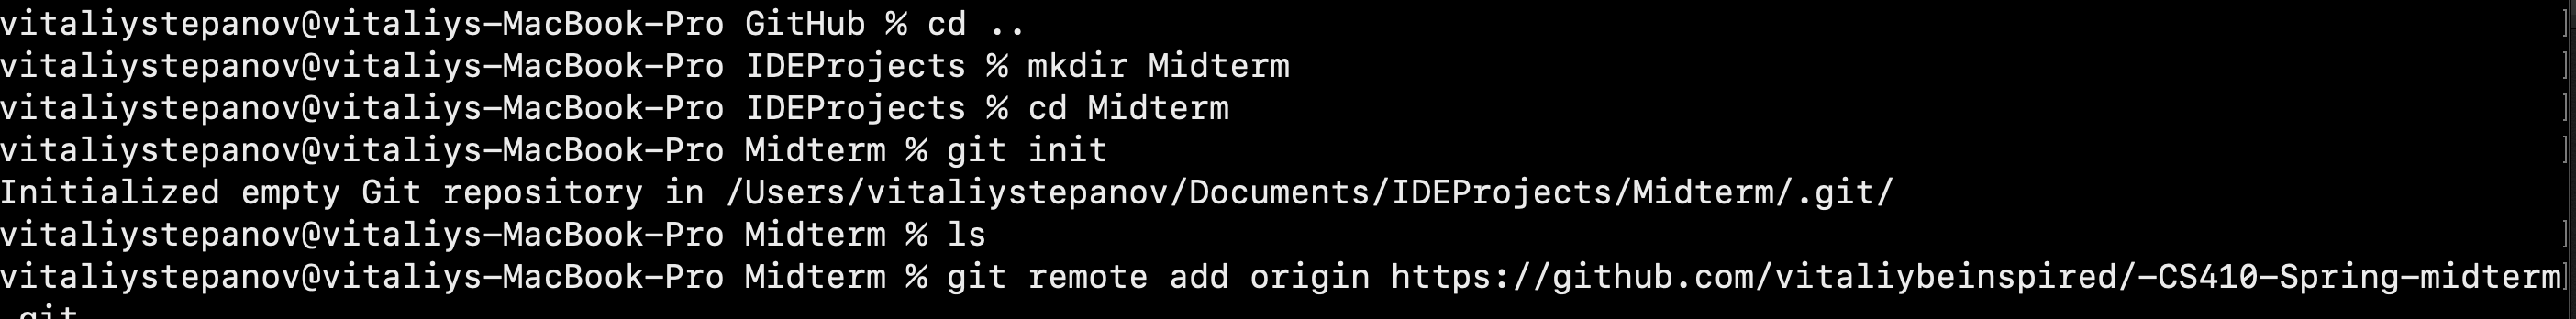 vitaliystepanov@vitaliys-MacBook-Pro GitHub % cd ..
vitaliystepanov@vitaliys-MacBook-Pro IDEProjects % mkdir Midterm
vitaliystepanov@vitaliys-MacBook-Pro IDEProjects % cd Midterm
vitaliystepanov@vitaliys-MacBook-Pro Midterm % git init
Initialized empty Git repository in /Users/vitaliystepanov/Documents/IDEProjects/Midterm/.git/
vitaliystepanov@vitaliys-MacBook-Pro Midterm % ls
vitaliystepanov@vitaliys-MacBook-Pro Midterm % git remote add origin https://github.com/vitaliybeinspired/-CS410-Spring-midterm
.git